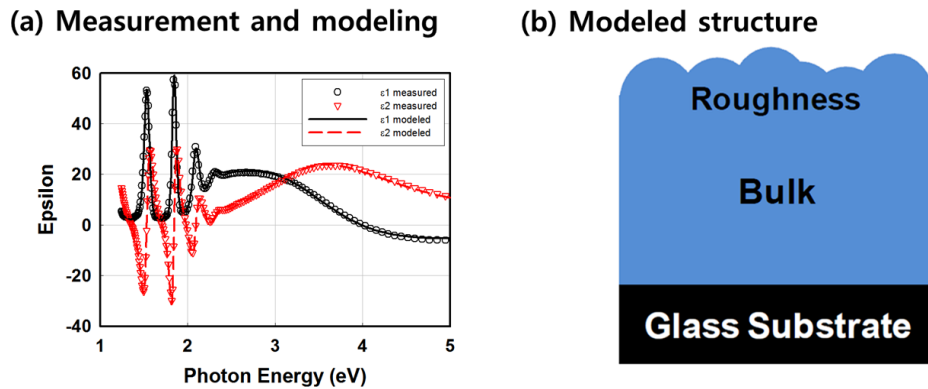 (a) Measurement and modeling
(b) Modeled structure
60
40
20
0
-20
-40
Epsilon
1
2
3
4
5
Photon Energy (eV)
ε1 measured
ε2 measured
ε1 modeled
ε2 modeled
Roughness
Bulk
Glass Substrate